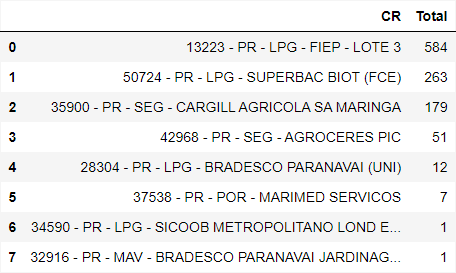 CR Total
0 13223 - PR - LPG - FIEP - LOTE 3 584
1 50724 - PR - LPG - SUPERBAC BIOT (FCE) 263
2 35900 - PR - SEG - CARGILL AGRICOLA SA MARINGA 179
3 42968 - PR - SEG - AGROCERES PIC 51
4 28304 - PR - LPG - BRADESCO PARANAVAI (UNI) 12
5 37538 - PR - POR - MARIMED SERVICOS 7
6 34590 - PR - LPG - SICOOB METROPOLITANO LOND E... 1
7 32916 - PR - MAV - BRADESCO PARANAVAI JARDINAG... 1